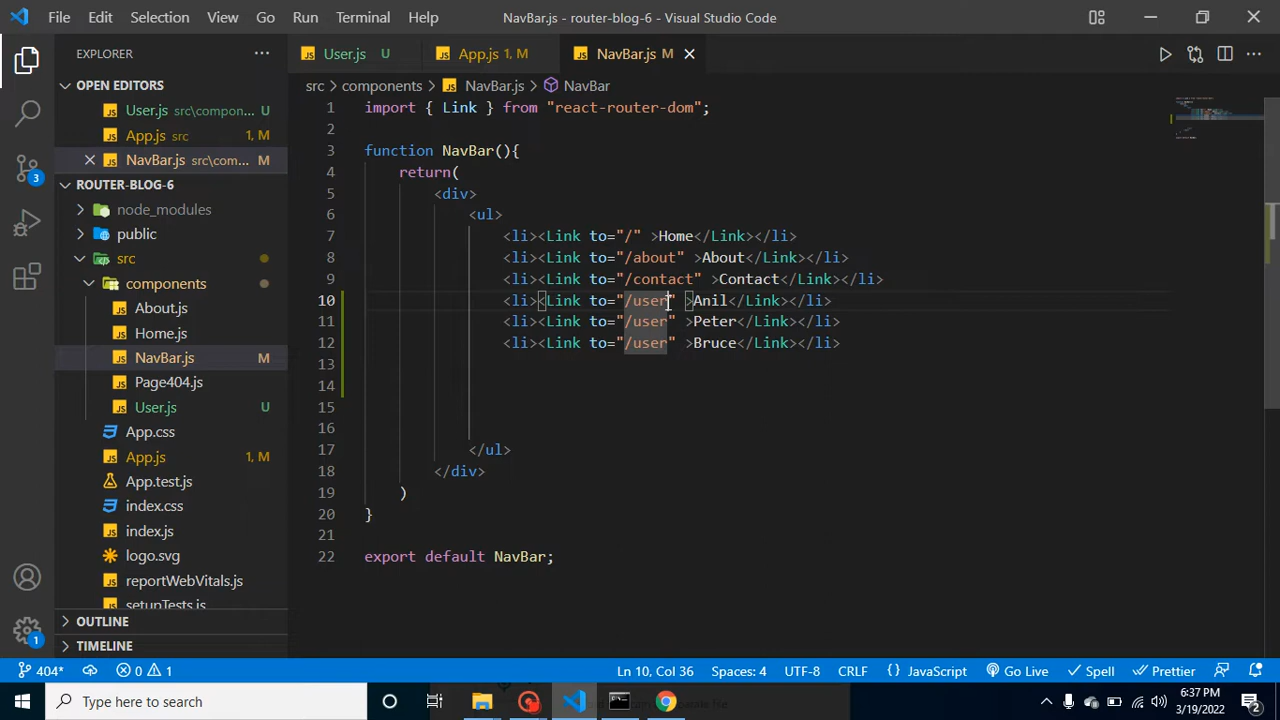 File Edit Selection View Go Run Terminal Help NavBar.js - router-blog-6 - Visual Studio Code
EXPLORER
OPEN EDITORS
User.js src\compon... U
App.js src 1, M
NavBar.js src\com... M
ROUTER-BLOG-6
node_modules
public
src
components
About.js
Home.js
NavBar.js M
Page404.js
User.js U
App.css
App.js 1, M
App.test.js
index.css
index.js
logo.svg
reportWebVitals.js
setupTests.js
OUTLINE
TIMELINE
User.js U App.js 1, M NavBar.js M
src components NavBar.js NavBar
1 import { Link } from "react-router-dom";
2
3 function NavBar(){
4 return(
5 <div>
6 <ul>
7 <li><Link to="/" >Home</Link></li>
8 <li><Link to="/about" >About</Link></li>
9 <li><Link to="/contact" >Contact</Link></li>
10 <li><Link to="/user" >Anil</Link></li>
11 <li><Link to="/user" >Peter</Link></li>
12 <li><Link to="/user" >Bruce</Link></li>
13
14
15
16
17 </ul>
18 </div>
19 )
20 }
21
22 export default NavBar;
3
1
404* 0 1 Ln 10, Col 36 Spaces: 4 UTF-8 CRLF JavaScript Go Live Spell Prettier
Type here to search
6:37 PM
3/19/2022
2